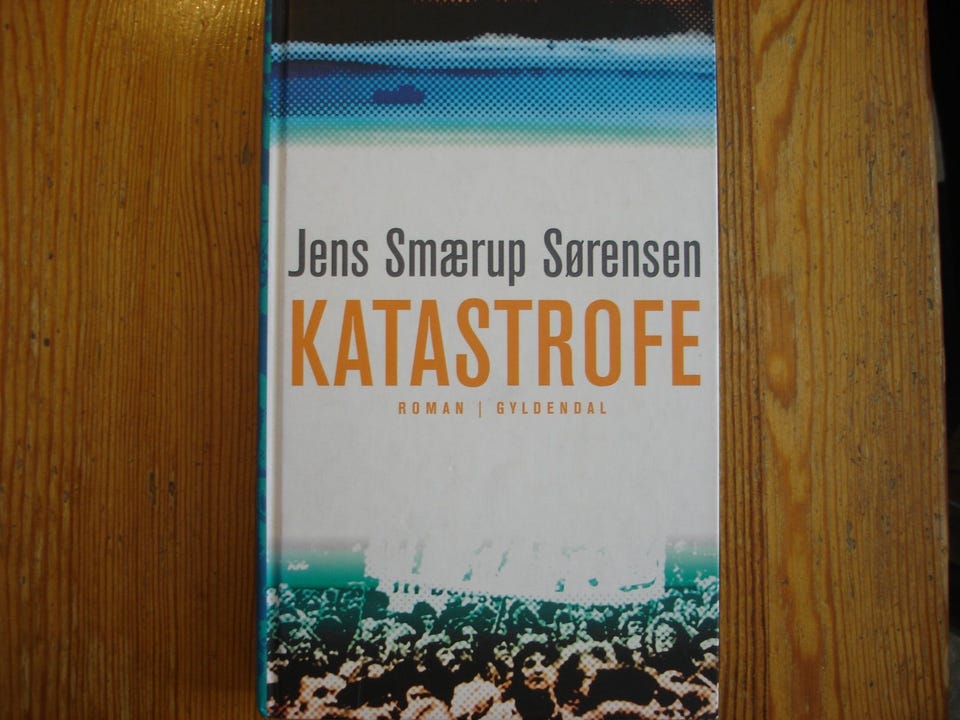 Jens Smærup Sørensen
KATASTROFE
ROMAN | GYLDENDAL